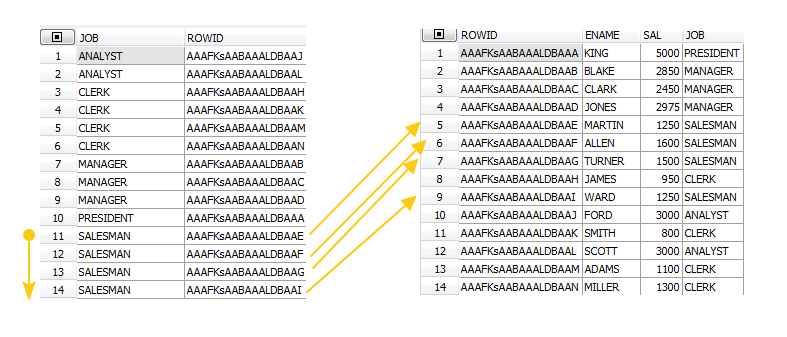 JOB ROWID
1 ANALYST AAAFKsAABAAALDBAAJ
2 ANALYST AAAFKsAABAAALDBAAL
3 CLERK AAAFKsAABAAALDBAAH
4 CLERK AAAFKsAABAAALDBAAK
5 CLERK AAAFKsAABAAALDBAAM
6 CLERK AAAFKsAABAAALDBAAN
7 MANAGER AAAFKsAABAAALDBAAB
8 MANAGER AAAFKsAABAAALDBAAC
9 MANAGER AAAFKsAABAAALDBAAD
10 PRESIDENT AAAFKsAABAAALDBAAA
11 SALESMAN AAAFKsAABAAALDBAAE
12 SALESMAN AAAFKsAABAAALDBAAF
13 SALESMAN AAAFKsAABAAALDBAAG
14 SALESMAN AAAFKsAABAAALDBAAI
ROWID ENAME SAL JOB
1 AAAFKsAABAAALDBAAA KING 5000 PRESIDENT
2 AAAFKsAABAAALDBAAB BLAKE 2850 MANAGER
3 AAAFKsAABAAALDBAAC CLARK 2450 MANAGER
4 AAAFKsAABAAALDBAAD JONES 2975 MANAGER
5 AAAFKsAABAAALDBAAE MARTIN 1250 SALESMAN
6 AAAFKsAABAAALDBAAF ALLEN 1600 SALESMAN
7 AAAFKsAABAAALDBAAG TURNER 1500 SALESMAN
8 AAAFKsAABAAALDBAAH JAMES 950 CLERK
9 AAAFKsAABAAALDBAAI WARD 1250 SALESMAN
10 AAAFKsAABAAALDBAAJ FORD 3000 ANALYST
11 AAAFKsAABAAALDBAAK SMITH 800 CLERK
12 AAAFKsAABAAALDBAAL SCOTT 3000 ANALYST
13 AAAFKsAABAAALDBAAM ADAMS 1100 CLERK
14 AAAFKsAABAAALDBAAN MILLER 1300 CLERK